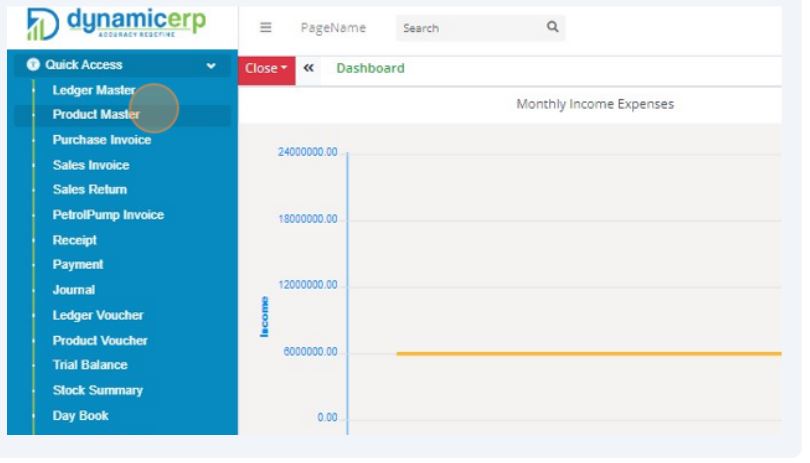 dynamicerp
ACCURACY REDEFINE
PageName
Search
Quick Access
Close
Dashboard
Ledger Master
Product Master
Purchase Invoice
Sales Invoice
Sales Return
PetrolPump Invoice
Receipt
Payment
Journal
Ledger Voucher
Product Voucher
Trial Balance
Stock Summary
Day Book
Monthly Income Expenses
24000000.00
18000000.00
12000000.00
6000000.00
0.00
Income